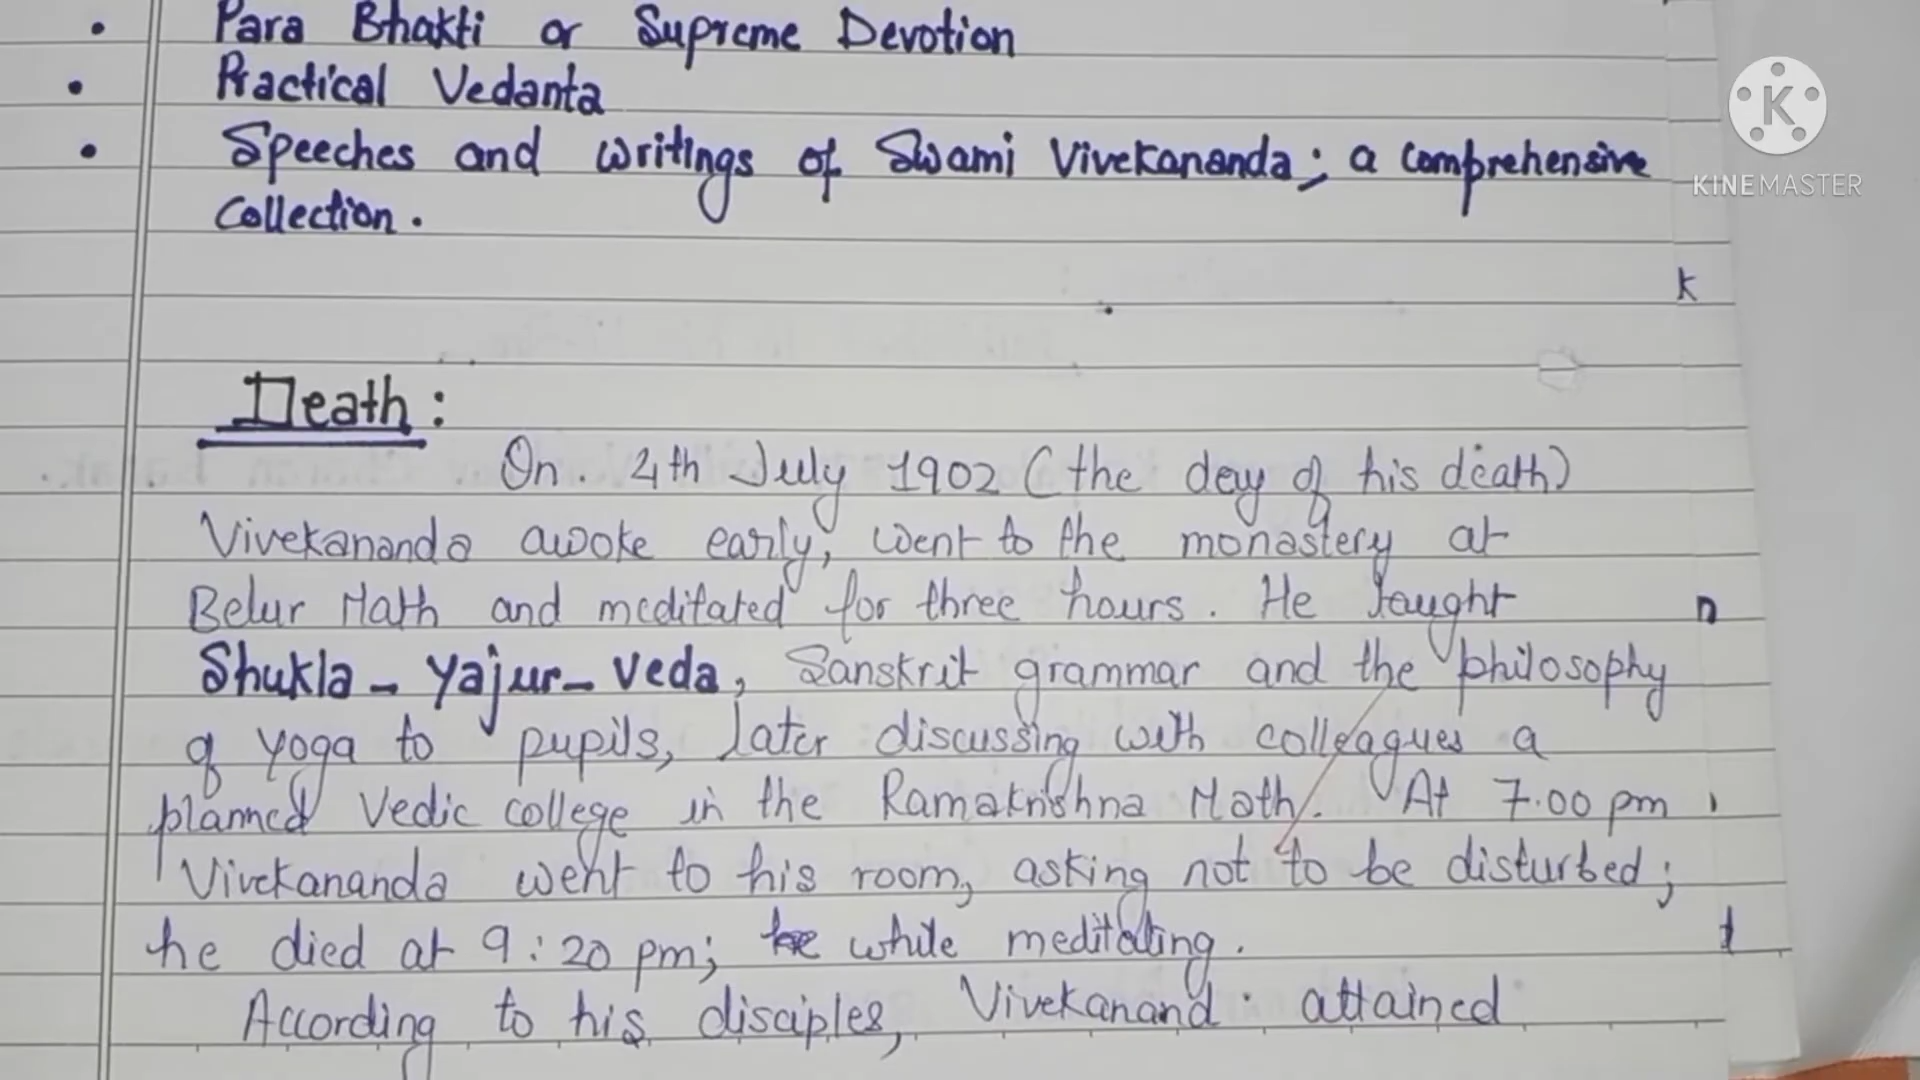 • Para Bhakti or Supreme Devotion
• Practical Vedanta
• Speeches and writings of Swami Vivekananda; a comprehensive
Collection.
K
KINEMASTER
k
Death:
On. 4th July 1902 (the day of his death)
Vivekananda awoke early, went to the monastery at
Belur Math and meditated for three hours. He taught
n
Shukla - Yajur - Veda, Sanskrit grammar and the philosophy
of yoga to pupils, later discussing with colleagues a
planned Vedic college in the Ramakrishna Math. At 7.00 pm
Vivekananda went to his room, asking not to be disturbed;
he died at 9:20 pm; while meditating.
According to his disciples, Vivekanand. attained